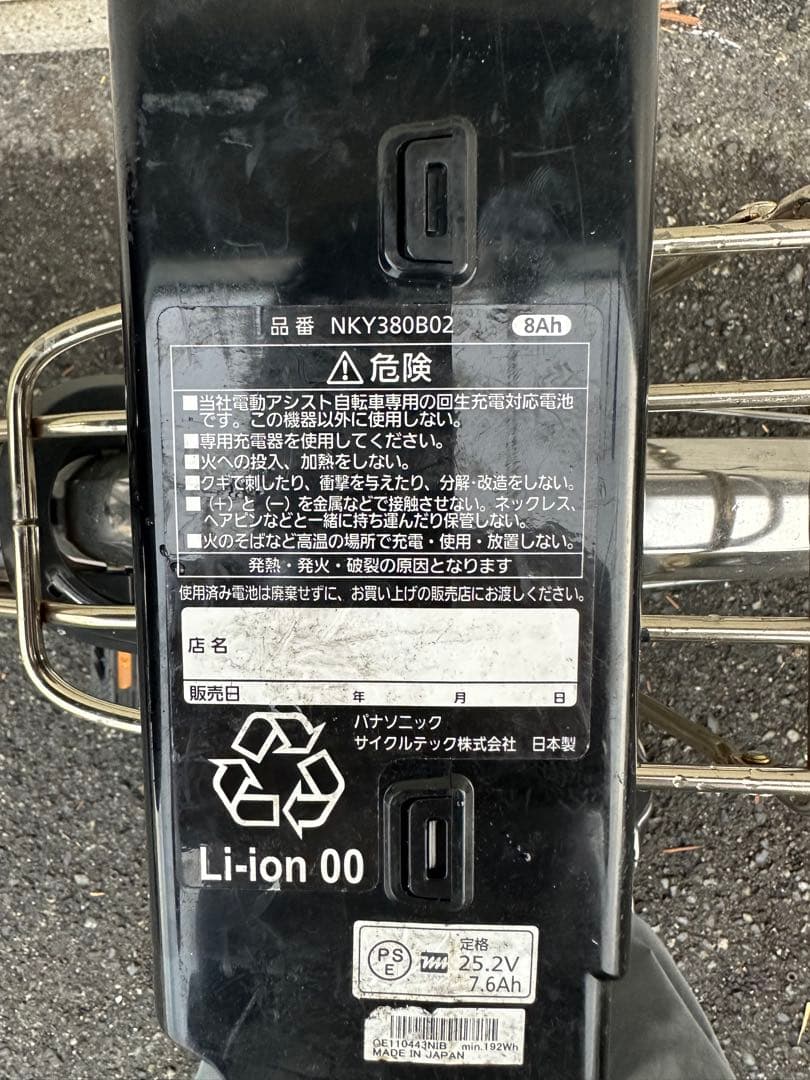 品番 NKY380B02 8Ah
⚠危険
■当社電動アシスト自転車専用の回生充電対応電池
です。この機器以外に使用しない。
■専用充電器を使用してください。
■火への投入、加熱をしない。
■クギで刺したり、衝撃を与えたり、分解・改造をしない。
■(+)と(−)を金属などで接触させない。ネックレス、
ヘアピンなどと一緒に持ち運んだり保管しない。
■火のそばなど高温の場所で充電・使用・放置しない。
発熱・発火・破裂の原因となります
使用済み電池は廃棄せずに、お買い上げの販売店にお渡しください。
店名
販売日 年 月 日
パナソニック
サイクルテック株式会社 日本製
Li-ion 00
PSE
定格
25.2V
7.6Ah
OE110443NIB min.192Wh
MADE IN JAPAN